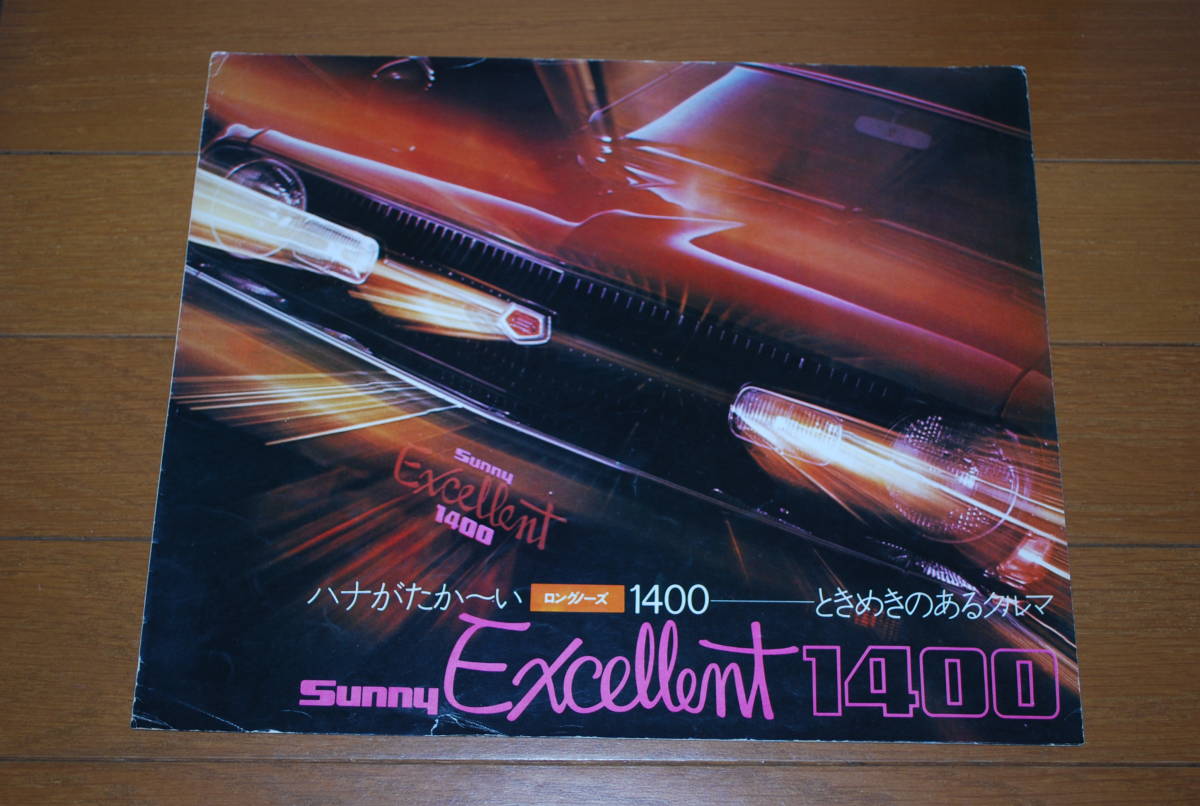 Sunny
Excellent
1400
ハナがたか～い ロングノーズ 1400――ときめきのあるクルマ
Sunny Excellent 1400